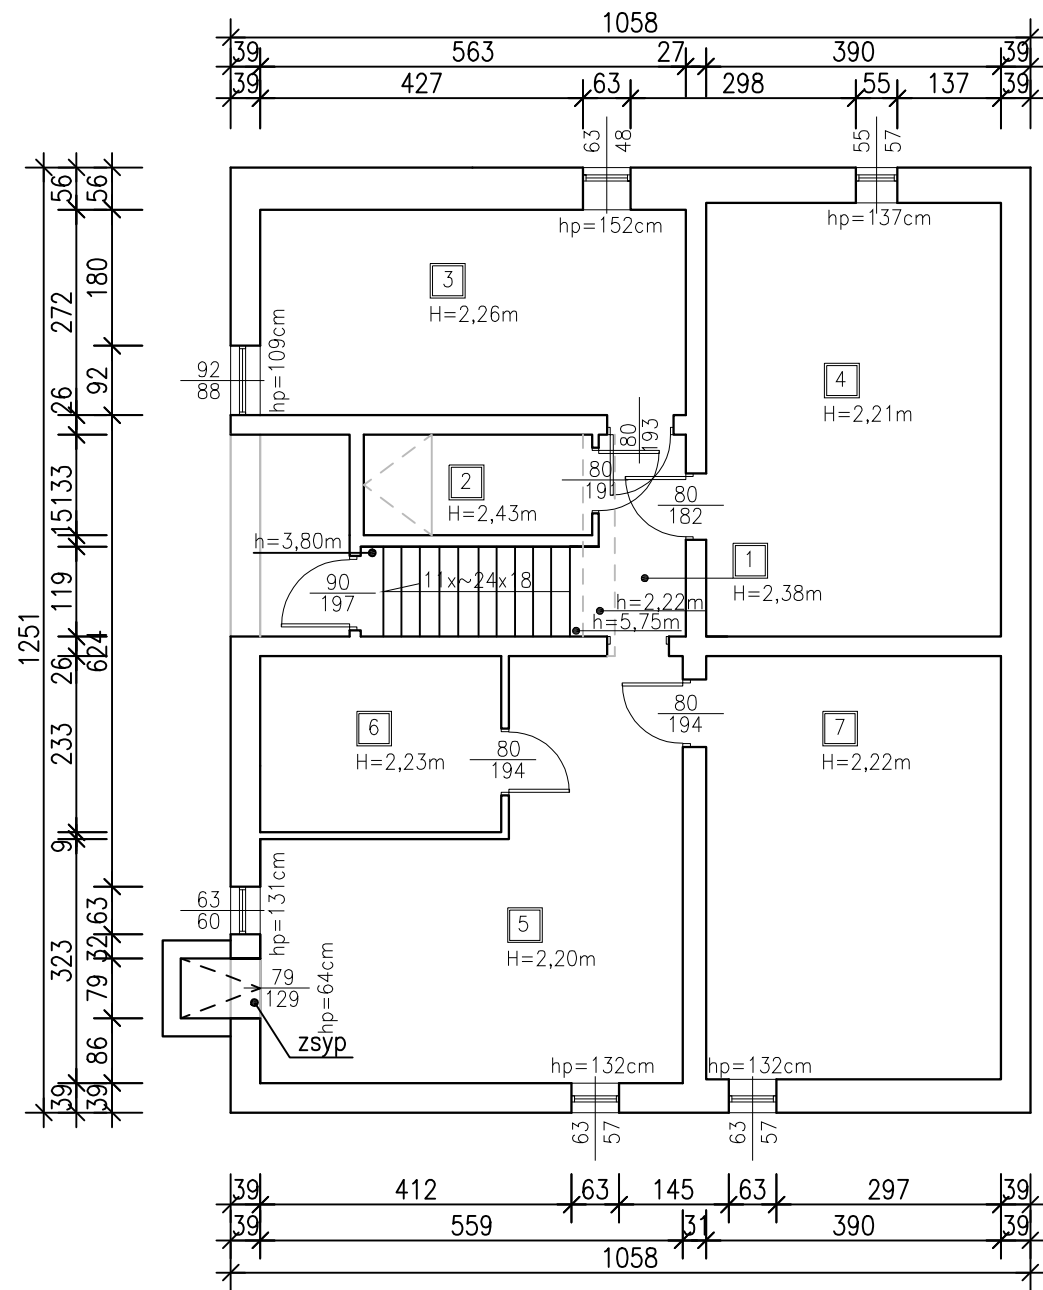 1058
39 563 27 390 39
39 427 63 298 55 137 39
63 48
55 57
hp=152cm
hp=137cm
1251
56 272 26 133 15 119 26 233 9 323 39
56 180 92 624 63 32 79 86 39
3
H=2,26m
92
88
hp=109cm
4
H=2,21m
80
193
2
H=2,43m
80
191
80
182
h=3,80m
90
197
11x~24x18
1
H=2,38m
h=2,22m
h=5,75m
6
H=2,23m
80
194
80
194
7
H=2,22m
63
60
hp=131cm
5
H=2,20m
79
129
hp=64cm
zsyp
hp=132cm
hp=132cm
63 57
63 57
39 412 63 145 63 297 39
39 559 31 390 39
1058